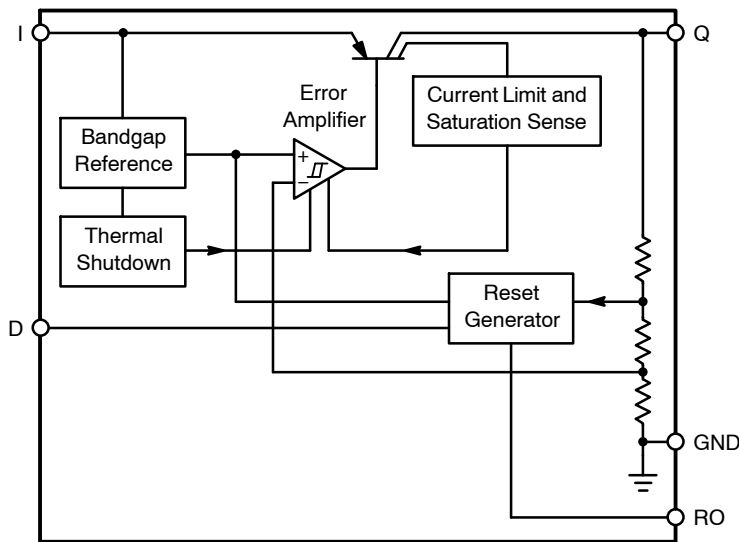 I
Q
Error
Amplifier
Current Limit and
Saturation Sense
Bandgap
Reference
+
−
Thermal
Shutdown
Reset
Generator
D
GND
RO